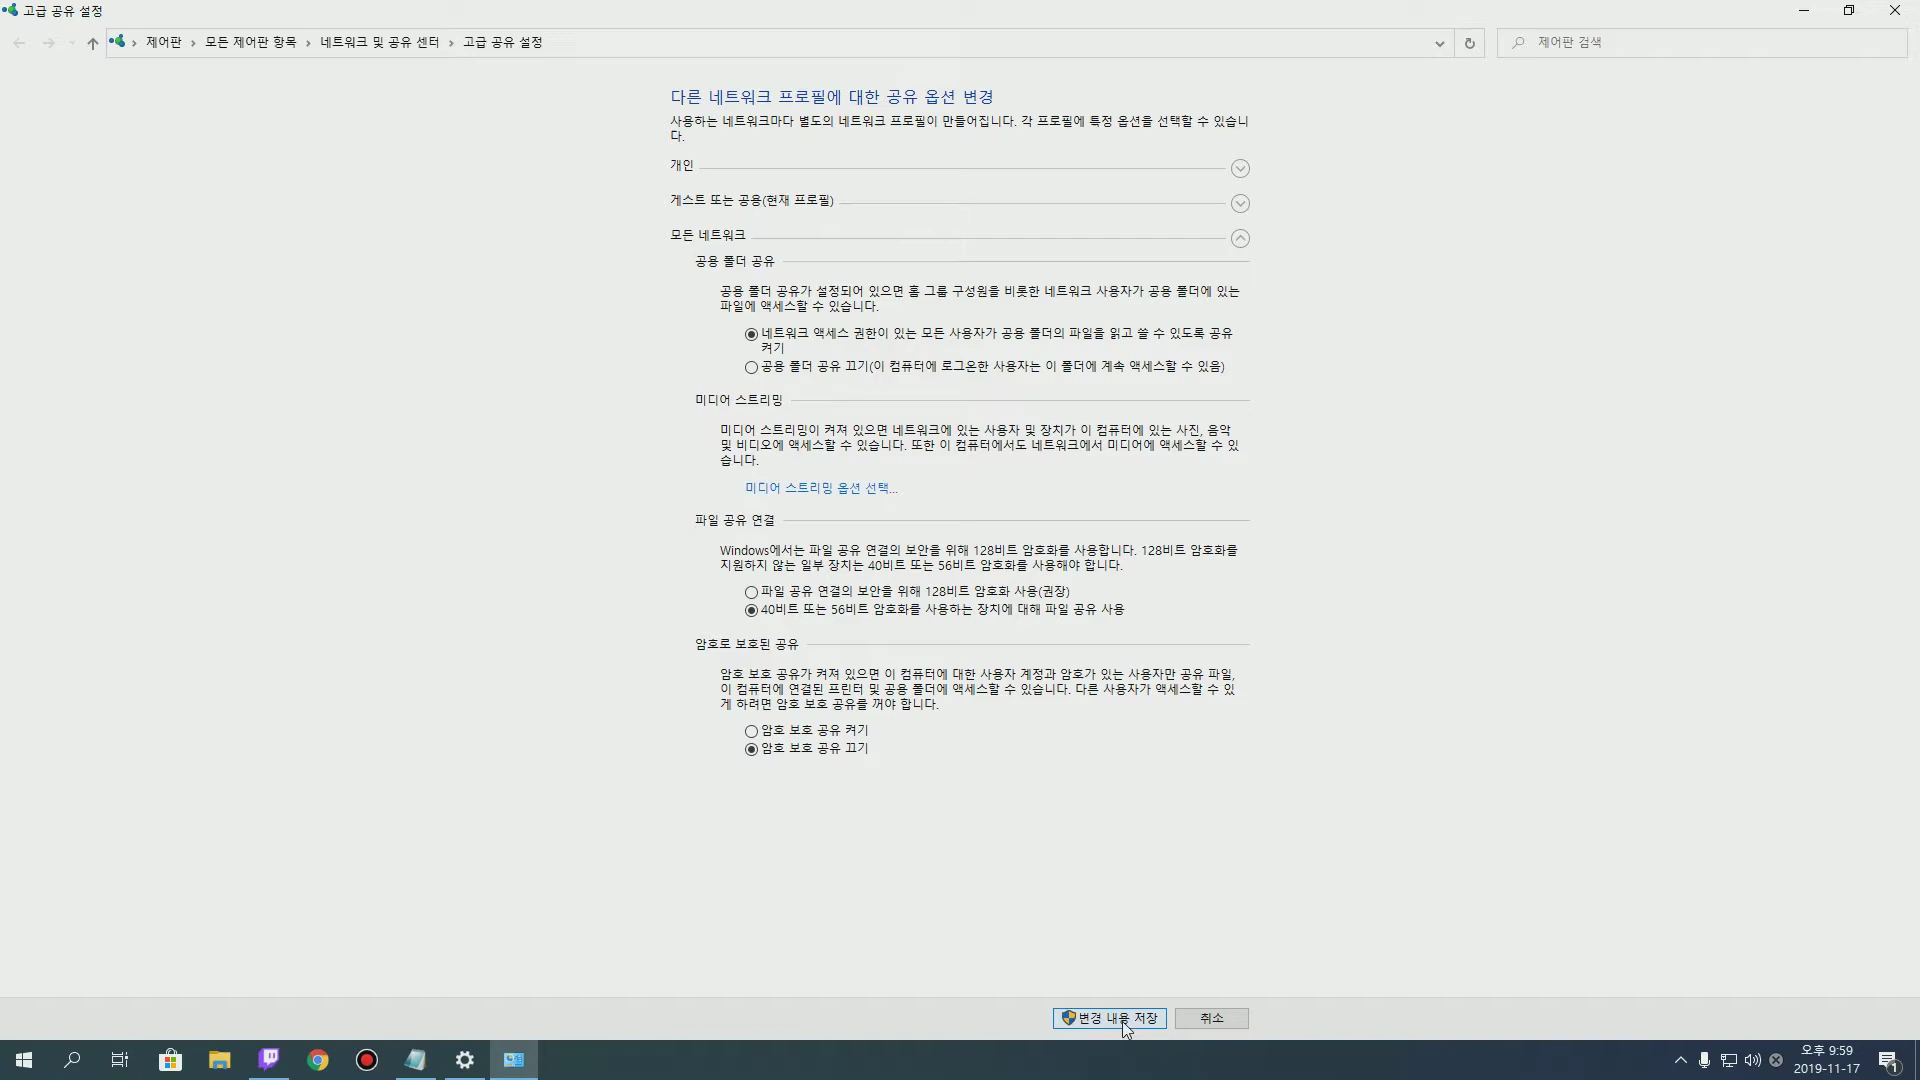 고급 공유 설정
제어판 › 모든 제어판 항목 › 네트워크 및 공유 센터 › 고급 공유 설정
제어판 검색
다른 네트워크 프로필에 대한 공유 옵션 변경
사용하는 네트워크마다 별도의 네트워크 프로필이 만들어집니다. 각 프로필에 특정 옵션을 선택할 수 있습니
다.
개인
게스트 또는 공용(현재 프로필)
모든 네트워크
공용 폴더 공유
공용 폴더 공유가 설정되어 있으면 홈 그룹 구성원을 비롯한 네트워크 사용자가 공용 폴더에 있는
파일에 액세스할 수 있습니다.
네트워크 액세스 권한이 있는 모든 사용자가 공용 폴더의 파일을 읽고 쓸 수 있도록 공유
켜기
공용 폴더 공유 끄기(이 컴퓨터에 로그온한 사용자는 이 폴더에 계속 액세스할 수 있음)
미디어 스트리밍
미디어 스트리밍이 켜져 있으면 네트워크에 있는 사용자 및 장치가 이 컴퓨터에 있는 사진, 음악
및 비디오에 액세스할 수 있습니다. 또한 이 컴퓨터에서도 네트워크에서 미디어에 액세스할 수 있
습니다.
미디어 스트리밍 옵션 선택...
파일 공유 연결
Windows에서는 파일 공유 연결의 보안을 위해 128비트 암호화를 사용합니다. 128비트 암호화를
지원하지 않는 일부 장치는 40비트 또는 56비트 암호화를 사용해야 합니다.
파일 공유 연결의 보안을 위해 128비트 암호화 사용(권장)
40비트 또는 56비트 암호화를 사용하는 장치에 대해 파일 공유 사용
암호로 보호된 공유
암호 보호 공유가 켜져 있으면 이 컴퓨터에 대한 사용자 계정과 암호가 있는 사용자만 공유 파일,
이 컴퓨터에 연결된 프린터 및 공용 폴더에 액세스할 수 있습니다. 다른 사용자가 액세스할 수 있
게 하려면 암호 보호 공유를 꺼야 합니다.
암호 보호 공유 켜기
암호 보호 공유 끄기
변경 내용 저장
취소
오후 9:59
2019-11-17
1